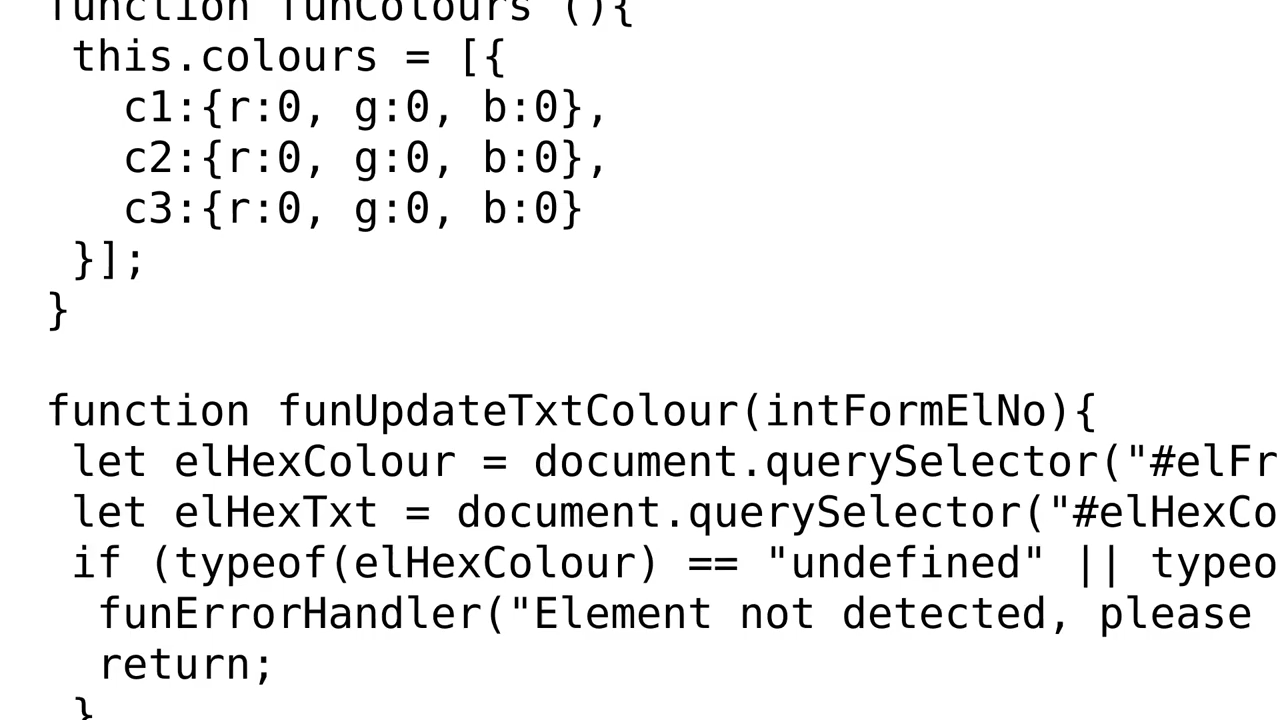 function funColours (){
this.colours = [{
c1:{r:0, g:0, b:0},
c2:{r:0, g:0, b:0},
c3:{r:0, g:0, b:0}
}];
}
function funUpdateTxtColour(intFormElNo){
let elHexColour = document.querySelector("#elFr
let elHexTxt = document.querySelector("#elHexCo
if (typeof(elHexColour) == "undefined" || typeo
funErrorHandler("Element not detected, please
return;
}